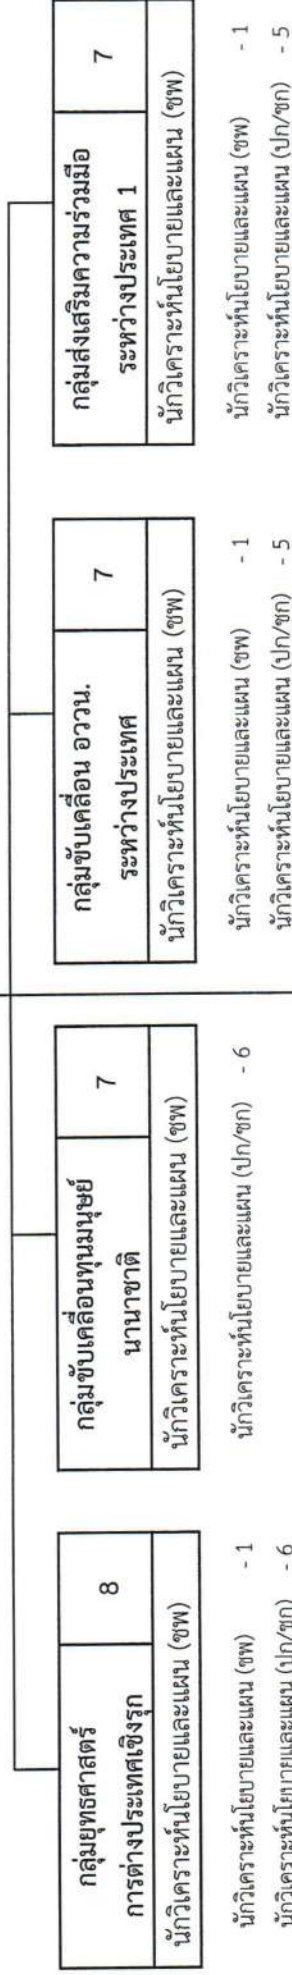 กลุ่มยุทธศาสตร์
การต่างประเทศเชิงรุก
8
นักวิเคราะห์นโยบายและแผน (ชพ)
นักวิเคราะห์นโยบายและแผน (ชพ) - 1
นักวิเคราะห์นโยบายและแผน (ปก/ชก) - 6
กลุ่มขับเคลื่อนทุนมนุษย์
นานาชาติ
7
นักวิเคราะห์นโยบายและแผน (ชพ)
นักวิเคราะห์นโยบายและแผน (ปก/ชก) - 6
กลุ่มขับเคลื่อน อววน.
ระหว่างประเทศ
7
นักวิเคราะห์นโยบายและแผน (ชพ)
นักวิเคราะห์นโยบายและแผน (ชพ) - 1
นักวิเคราะห์นโยบายและแผน (ปก/ชก) - 5
กลุ่มส่งเสริมความร่วมมือ
ระหว่างประเทศ 1
7
นักวิเคราะห์นโยบายและแผน (ชพ)
นักวิเคราะห์นโยบายและแผน (ชพ) - 1
นักวิเคราะห์นโยบายและแผน (ปก/ชก) - 5